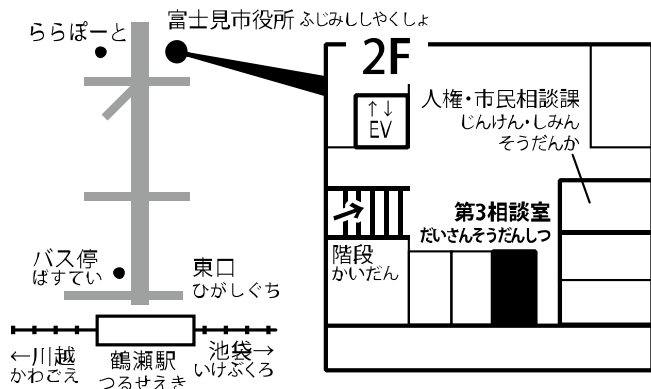 ららぽーと
富士見市役所 ふじみししやくしょ
バス停
ばすてい
東口
ひがしぐち
←川越
かわごえ
鶴瀬駅
つるせえき
池袋→
いけぶくろ
2F
↑↓
EV
人権・市民相談課
じんけん・しみん
そうだんか
第3相談室
だいさんそうだんしつ
階段
かいだん